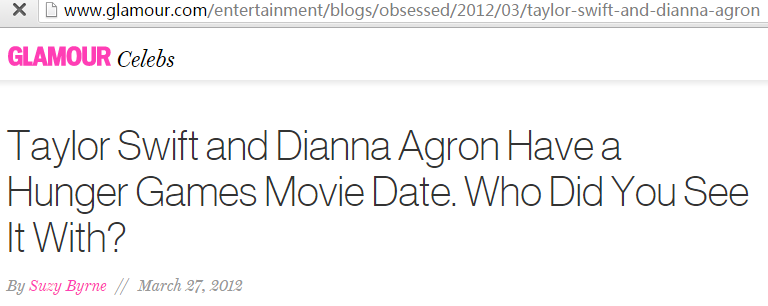 www.glamour.com/entertainment/blogs/obsessed/2012/03/taylor-swift-and-dianna-agron
GLAMOUR Celebs
Taylor Swift and Dianna Agron Have a
Hunger Games Movie Date. Who Did You See
It With?
By Suzy Byrne // March 27, 2012